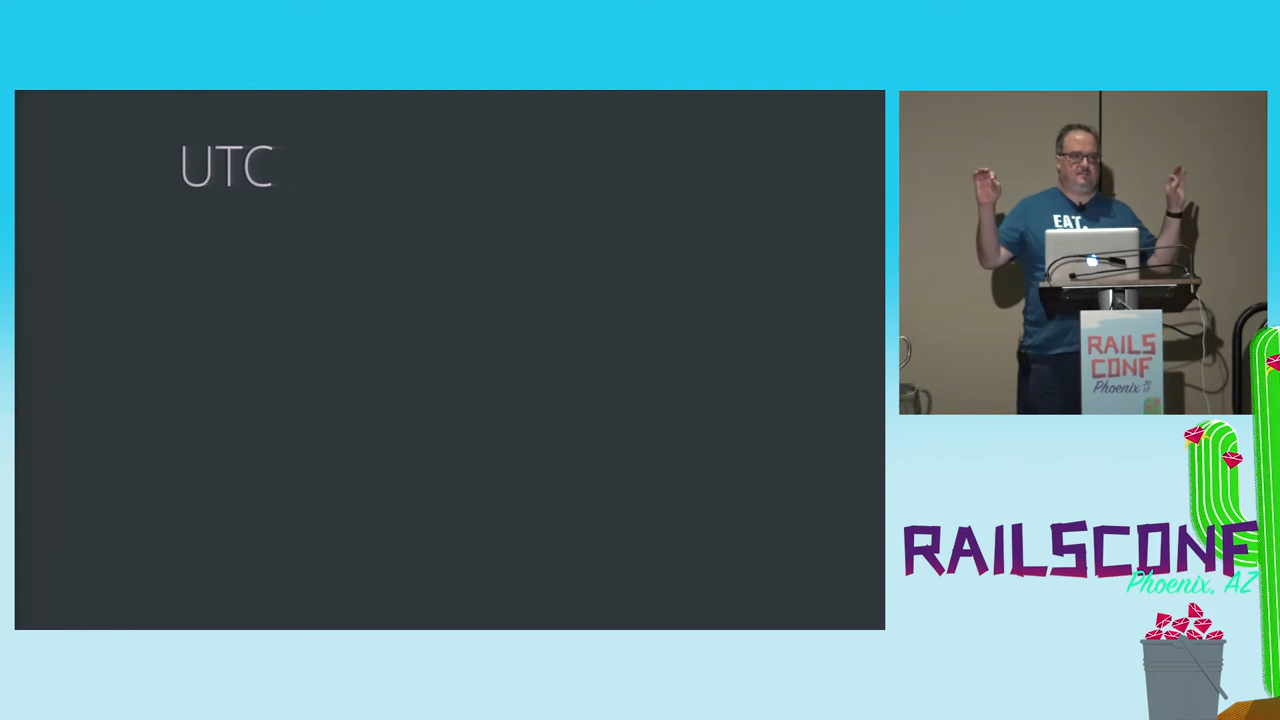 UTC
EAT.
RAILS
CONF
Phoenix
RAILSCONF
Phoenix, AZ